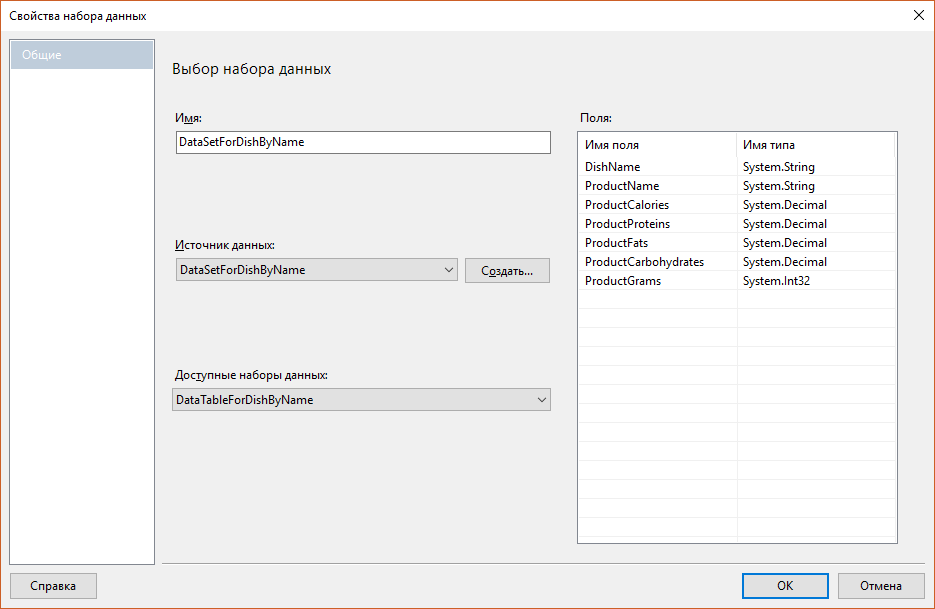 Свойства набора данных
Общие
Выбор набора данных
Имя:
DataSetForDishByName
Источник данных:
DataSetForDishByName
Создать...
Доступные наборы данных:
DataTableForDishByName
Поля:
Имя поля Имя типа
DishName System.String
ProductName System.String
ProductCalories System.Decimal
ProductProteins System.Decimal
ProductFats System.Decimal
ProductCarbohydrates System.Decimal
ProductGrams System.Int32
Справка
OK
Отмена